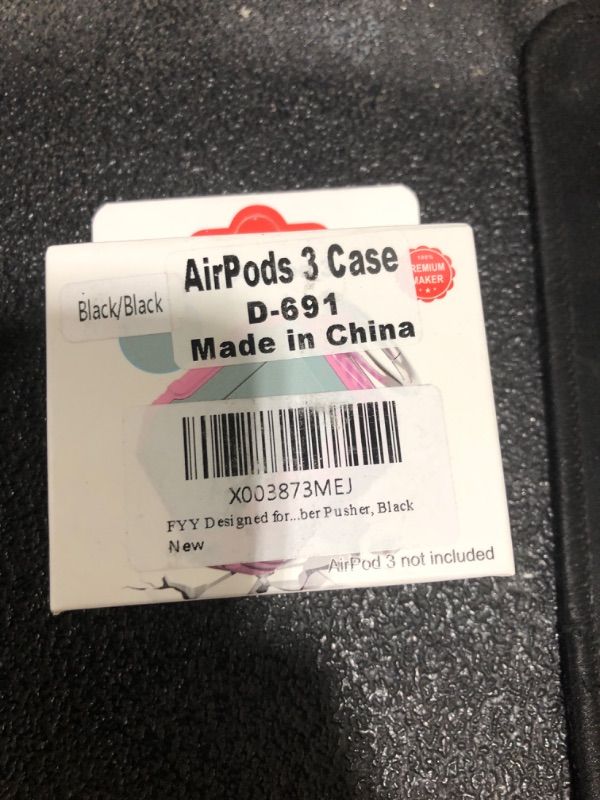 AirPods 3 Case
Black/Black
D-691
Made in China
100%
REMIUM
MAKER
X003873MEJ
FYY Designed for...ber Pusher, Black
New
AirPod 3 not included